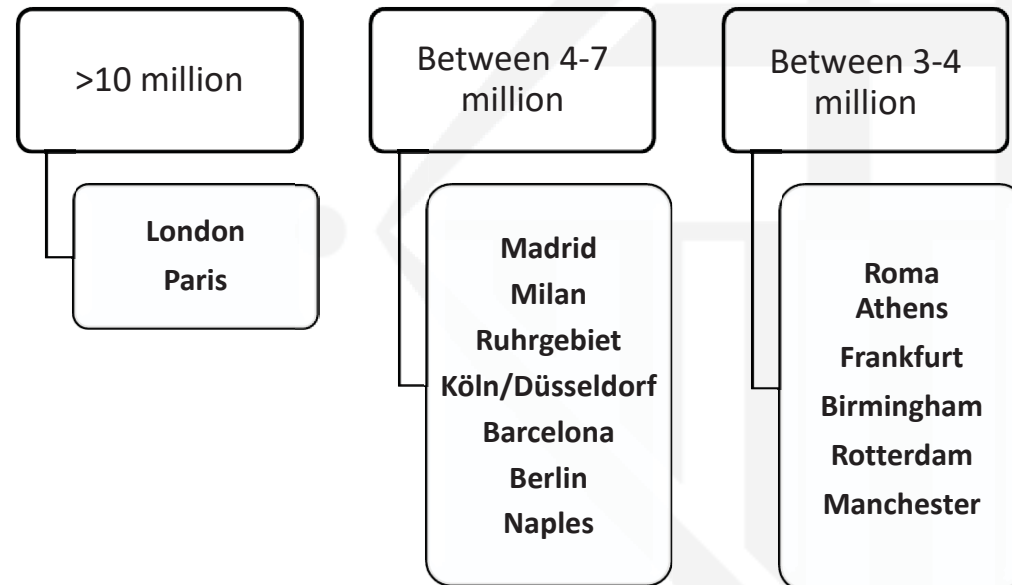 >10 million
London
Paris
Between 4-7
million
Madrid
Milan
Ruhrgebiet
Köln/Düsseldorf
Barcelona
Berlin
Naples
Between 3-4
million
Roma
Athens
Frankfurt
Birmingham
Rotterdam
Manchester